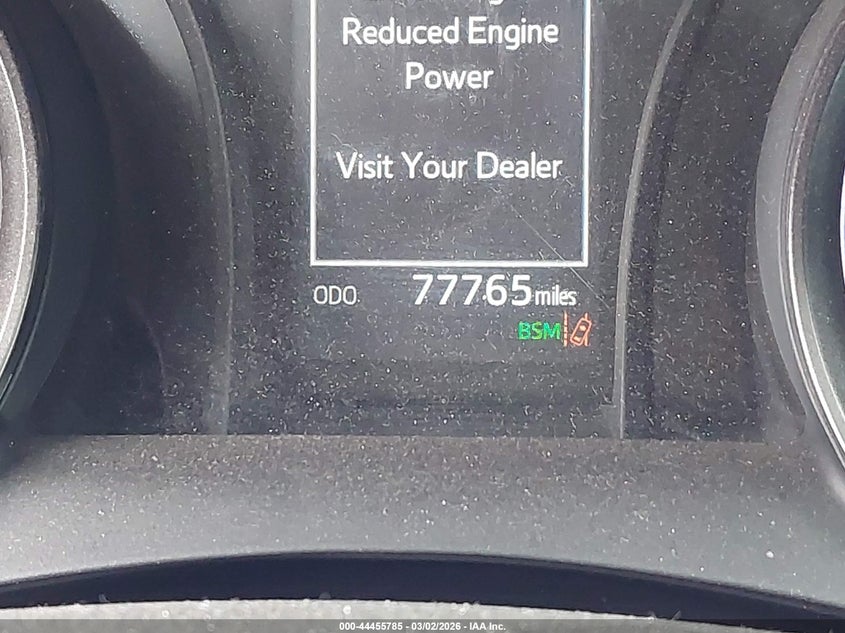 Reduced Engine
Power
Visit Your Dealer
ODO 77765 miles
BSM
000-44455785 - 03/02/2026 - IAA Inc.